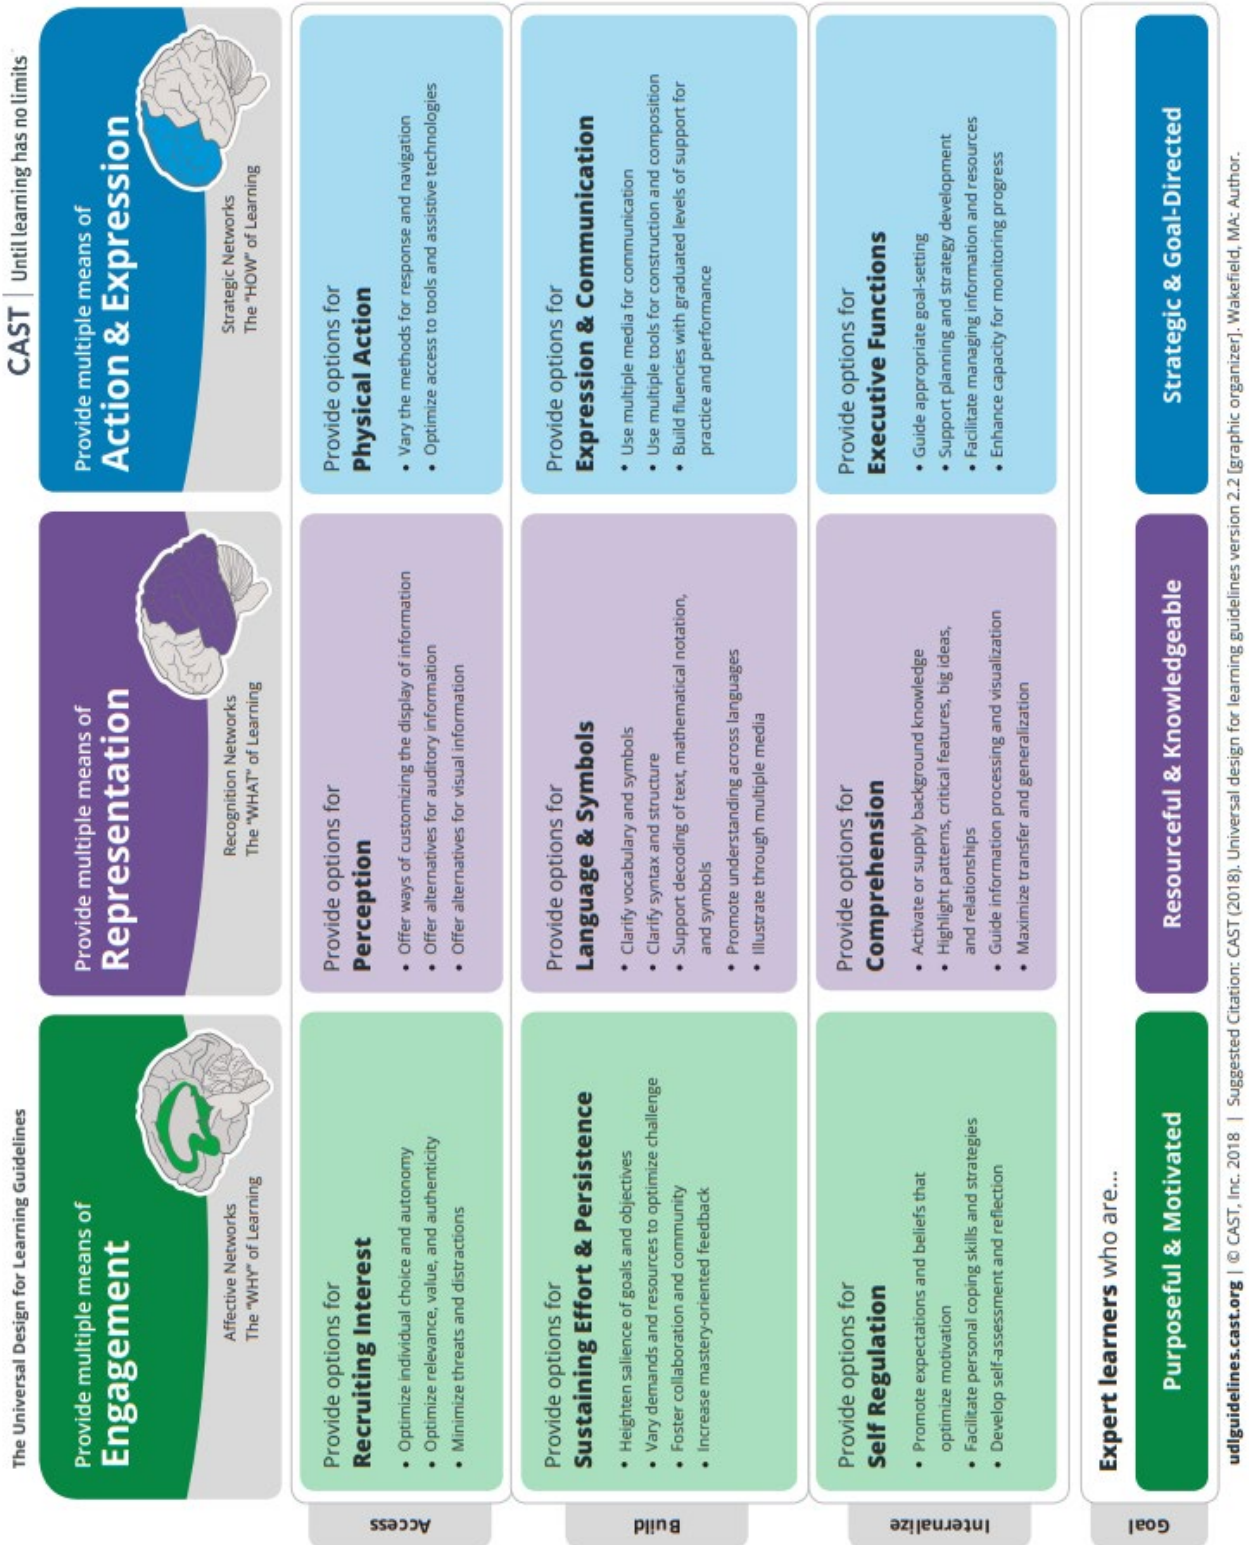 The Universal Design for Learning Guidelines
CAST | Until learning has no limits
Provide multiple means of
Engagement
Affective Networks
The "WHY" of Learning
Provide multiple means of
Representation
Recognition Networks
The "WHAT" of Learning
Provide multiple means of
Action & Expression
Strategic Networks
The "HOW" of Learning
Access
Provide options for
Recruiting Interest
• Optimize individual choice and autonomy
• Optimize relevance, value, and authenticity
• Minimize threats and distractions
Provide options for
Perception
• Offer ways of customizing the display of information
• Offer alternatives for auditory information
• Offer alternatives for visual information
Provide options for
Physical Action
• Vary the methods for response and navigation
• Optimize access to tools and assistive technologies
Build
Provide options for
Sustaining Effort & Persistence
• Heighten salience of goals and objectives
• Vary demands and resources to optimize challenge
• Foster collaboration and community
• Increase mastery-oriented feedback
Provide options for
Language & Symbols
• Clarify vocabulary and symbols
• Clarify syntax and structure
• Support decoding of text, mathematical notation,
and symbols
• Promote understanding across languages
• Illustrate through multiple media
Provide options for
Expression & Communication
• Use multiple media for communication
• Use multiple tools for construction and composition
• Build fluencies with graduated levels of support for
practice and performance
Internalize
Provide options for
Self Regulation
• Promote expectations and beliefs that
optimize motivation
• Facilitate personal coping skills and strategies
• Develop self-assessment and reflection
Provide options for
Comprehension
• Activate or supply background knowledge
• Highlight patterns, critical features, big ideas,
and relationships
• Guide information processing and visualization
• Maximize transfer and generalization
Provide options for
Executive Functions
• Guide appropriate goal-setting
• Support planning and strategy development
• Facilitate managing information and resources
• Enhance capacity for monitoring progress
Goal
Expert learners who are...
Purposeful & Motivated
Resourceful & Knowledgeable
Strategic & Goal-Directed
udlguidelines.cast.org | © CAST, Inc. 2018 | Suggested Citation: CAST (2018). Universal design for learning guidelines version 2.2 [graphic organizer]. Wakefield, MA: Author.